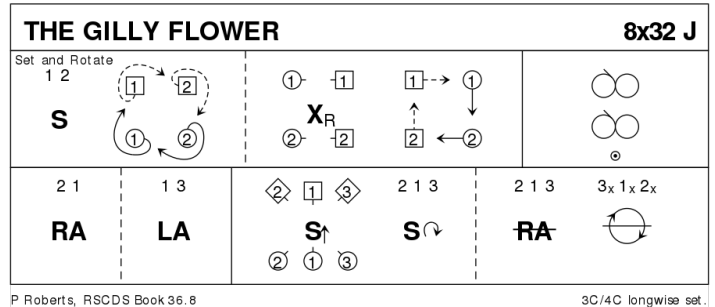 THE GILLY FLOWER 8x32 J
Set and Rotate
1 2
S
1 2
1 2
1 1
X R
2 2
1 1
2 2
2 1
RA
1 3
LA
2 1 3
S
2 1 3
2 1 3
S
2 1 3
RA
3x 1x 2x
P Roberts, RSCDS Book 36.8 3C/4C longwise set.